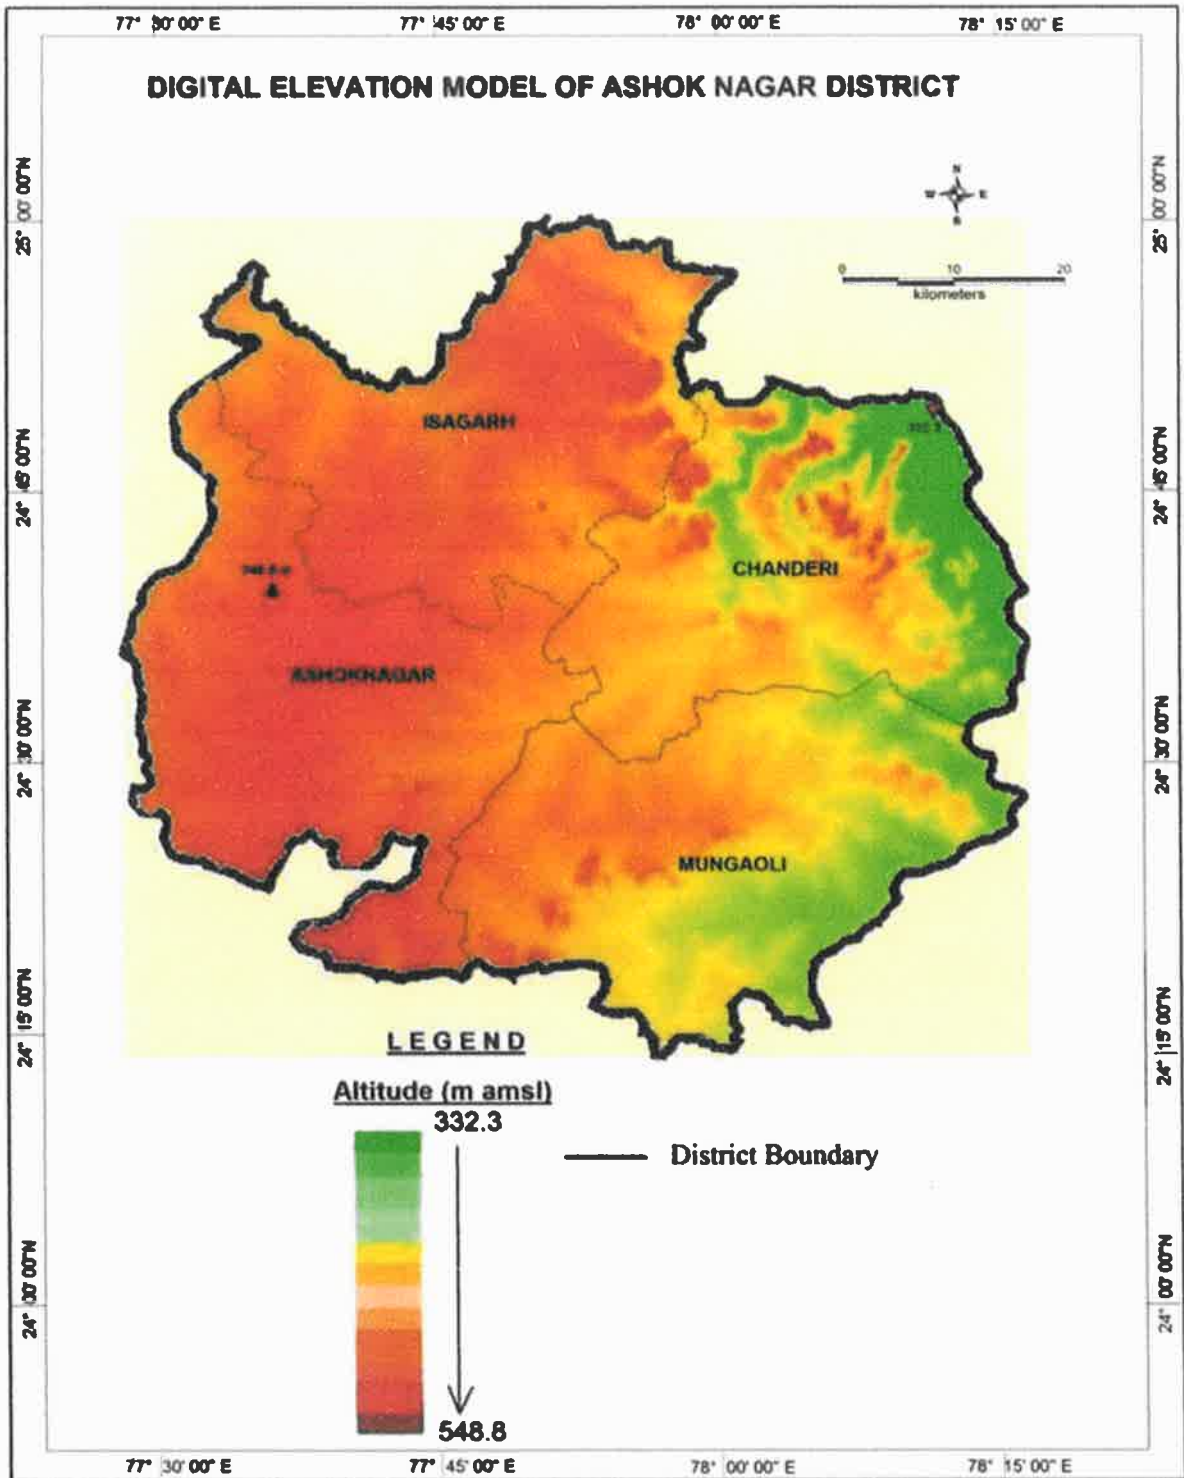 77° 30' 00" E 77° 45' 00" E 78° 00' 00" E 78° 15' 00" E
DIGITAL ELEVATION MODEL OF ASHOK NAGAR DISTRICT
N
W E
S
0 10 20
kilometers
25° 00' 00"N 25° 00' 00"N
ISAGARH
24° 45' 00"N 24° 45' 00"N
CHANDERI
ASHOKNAGAR
24° 30' 00"N 24° 30' 00"N
MUNGAOLI
24° 15' 00"N 24° 15' 00"N
LEGEND
Altitude (m amsl)
332.3
District Boundary
24° 00' 00"N 24° 00' 00"N
548.8
77° 30' 00" E 77° 45' 00" E 78° 00' 00" E 78° 15' 00" E